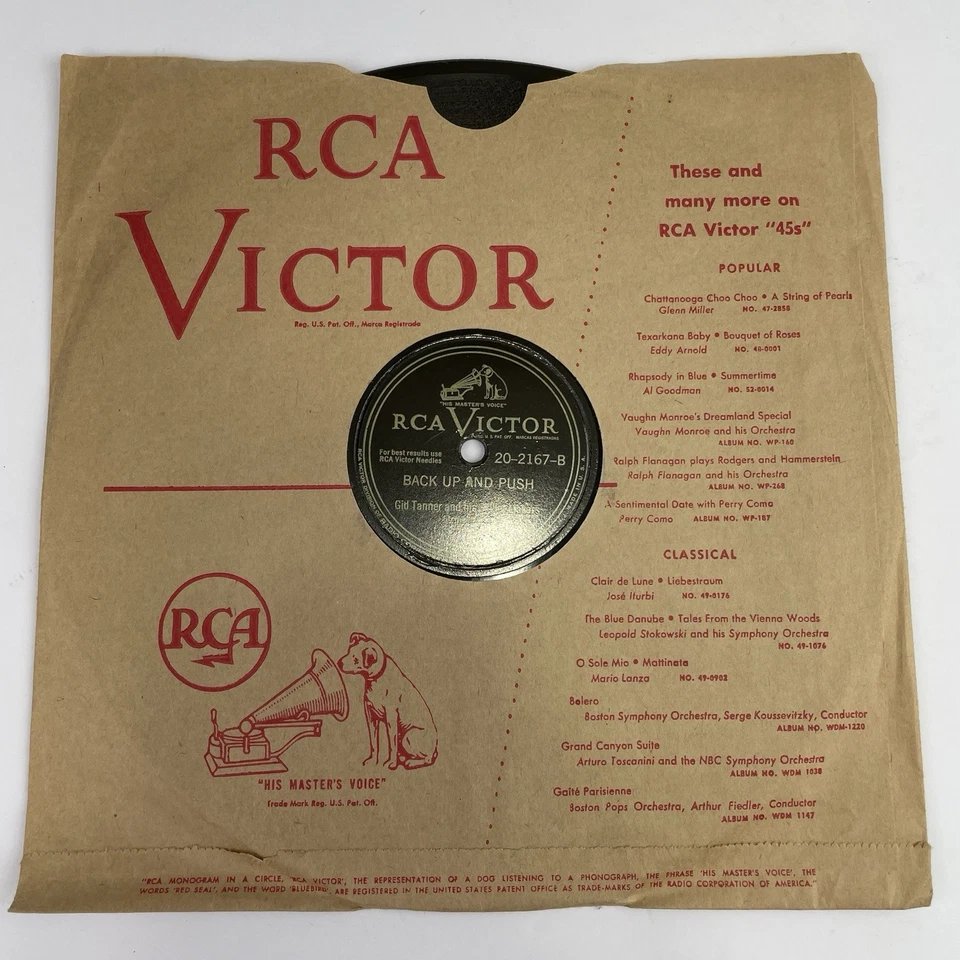 RCA
VICTOR
Reg. U.S. Pat. Off., Marca Registrada
These and
many more on
RCA Victor "45s"
POPULAR
Chattanooga Choo Choo • A String of Pearls
Glenn Miller NO. 47-2858
Texarkana Baby • Bouquet of Roses
Eddy Arnold NO. 48-0001
Rhapsody in Blue • Summertime
Al Goodman NO. 52-0014
Vaughn Monroe's Dreamland Special
Vaughn Monroe and his Orchestra
ALBUM NO. WP-160
Ralph Flanagan plays Rodgers and Hammerstein
Ralph Flanagan and his Orchestra
ALBUM NO. WP-268
A Sentimental Date with Perry Como
Perry Como ALBUM NO. WP-187
CLASSICAL
Clair de Lune • Liebestraum
José Iturbi NO. 49-0176
The Blue Danube • Tales From the Vienna Woods
Leopold Stokowski and his Symphony Orchestra
NO. 49-1076
O Sole Mio • Mattinata
Mario Lanza NO. 49-0902
Bolero
Boston Symphony Orchestra, Serge Koussevitzky, Conductor
ALBUM NO. WDM-1220
Grand Canyon Suite
Arturo Toscanini and the NBC Symphony Orchestra
ALBUM NO. WDM 1038
Gaîté Parisienne
Boston Pops Orchestra, Arthur Fiedler, Conductor
ALBUM NO. WDM 1147
"HIS MASTER'S VOICE"
RCA VICTOR
U.S. PAT. OFF. MARCAS REGISTRADAS
For best results use
RCA Victor Needles
20-2167-B
BACK UP AND PUSH
Gid Tanner and his
RCA
"HIS MASTER'S VOICE"
Trade Mark Reg. U.S. Pat. Off.
"RCA MONOGRAM IN A CIRCLE, 'RCA VICTOR', THE REPRESENTATION OF A DOG LISTENING TO A PHONOGRAPH, THE PHRASE 'HIS MASTER'S VOICE', THE
WORDS 'RED SEAL', AND THE WORD 'BLUEBIRD', ARE REGISTERED IN THE UNITED STATES PATENT OFFICE AS TRADE-MARKS OF THE RADIO CORPORATION OF AMERICA."